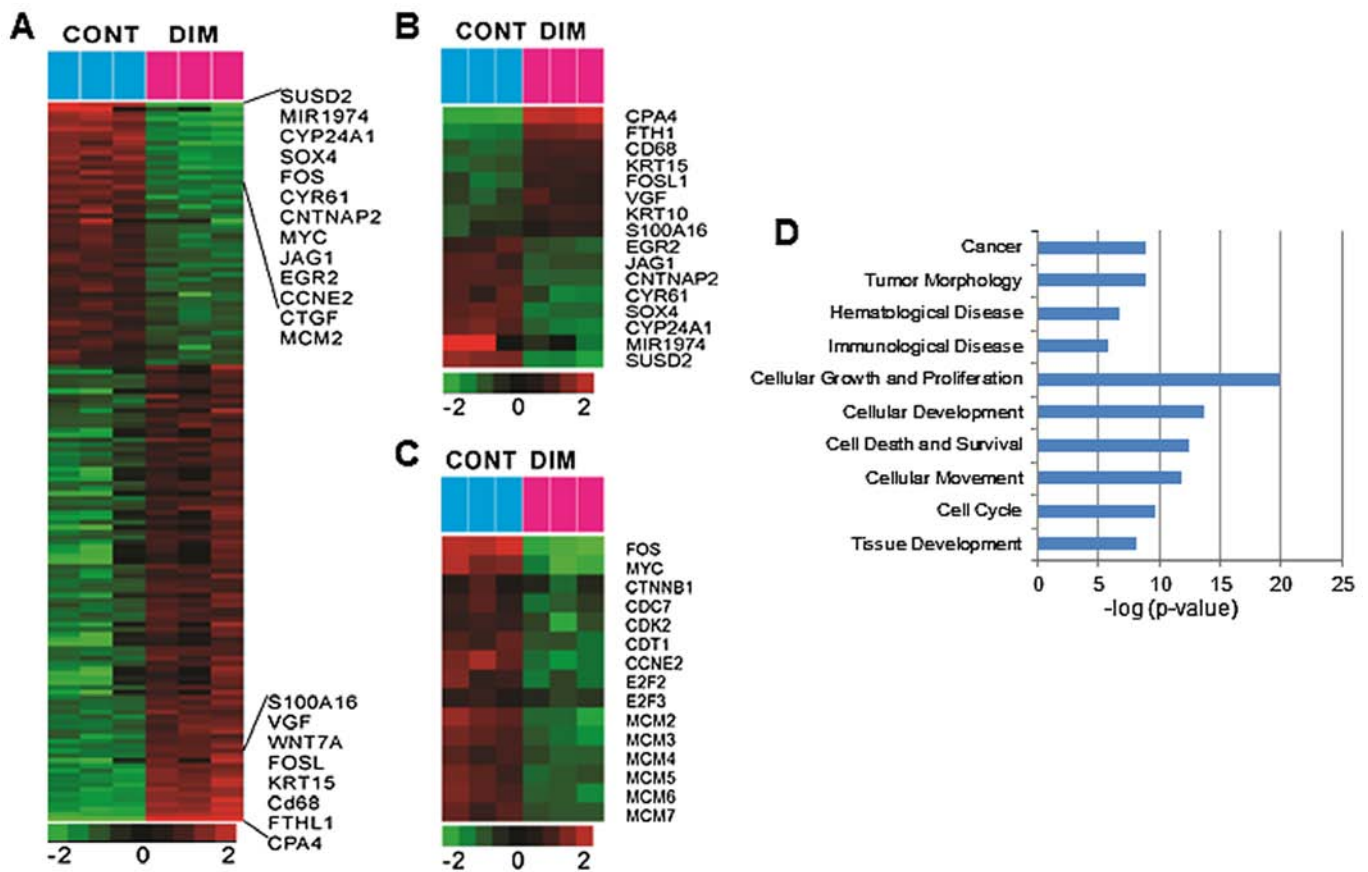 A
CONT DIM
SUSD2
MIR1974
CYP24A1
SOX4
FOS
CYR61
CNTNAP2
MYC
JAG1
EGR2
CCNE2
CTGF
MCM2
S100A16
VGF
WNT7A
FOSL
KRT15
Cd68
FTHL1
CPA4
-2 0 2
B
CONT DIM
CPA4
FTH1
CD68
KRT15
FOSL1
VGF
KRT10
S100A16
EGR2
JAG1
CNTNAP2
CYR61
SOX4
CYP24A1
MIR1974
SUSD2
-2 0 2
C
CONT DIM
FOS
MYC
CTNNB1
CDC7
CDK2
CDT1
CCNE2
E2F2
E2F3
MCM2
MCM3
MCM4
MCM5
MCM6
MCM7
-2 0 2
D
Cancer
Tumor Morphology
Hematological Disease
Immunological Disease
Cellular Growth and Proliferation
Cellular Development
Cell Death and Survival
Cellular Movement
Cell Cycle
Tissue Development
0 5 10 15 20 25
-log (p-value)